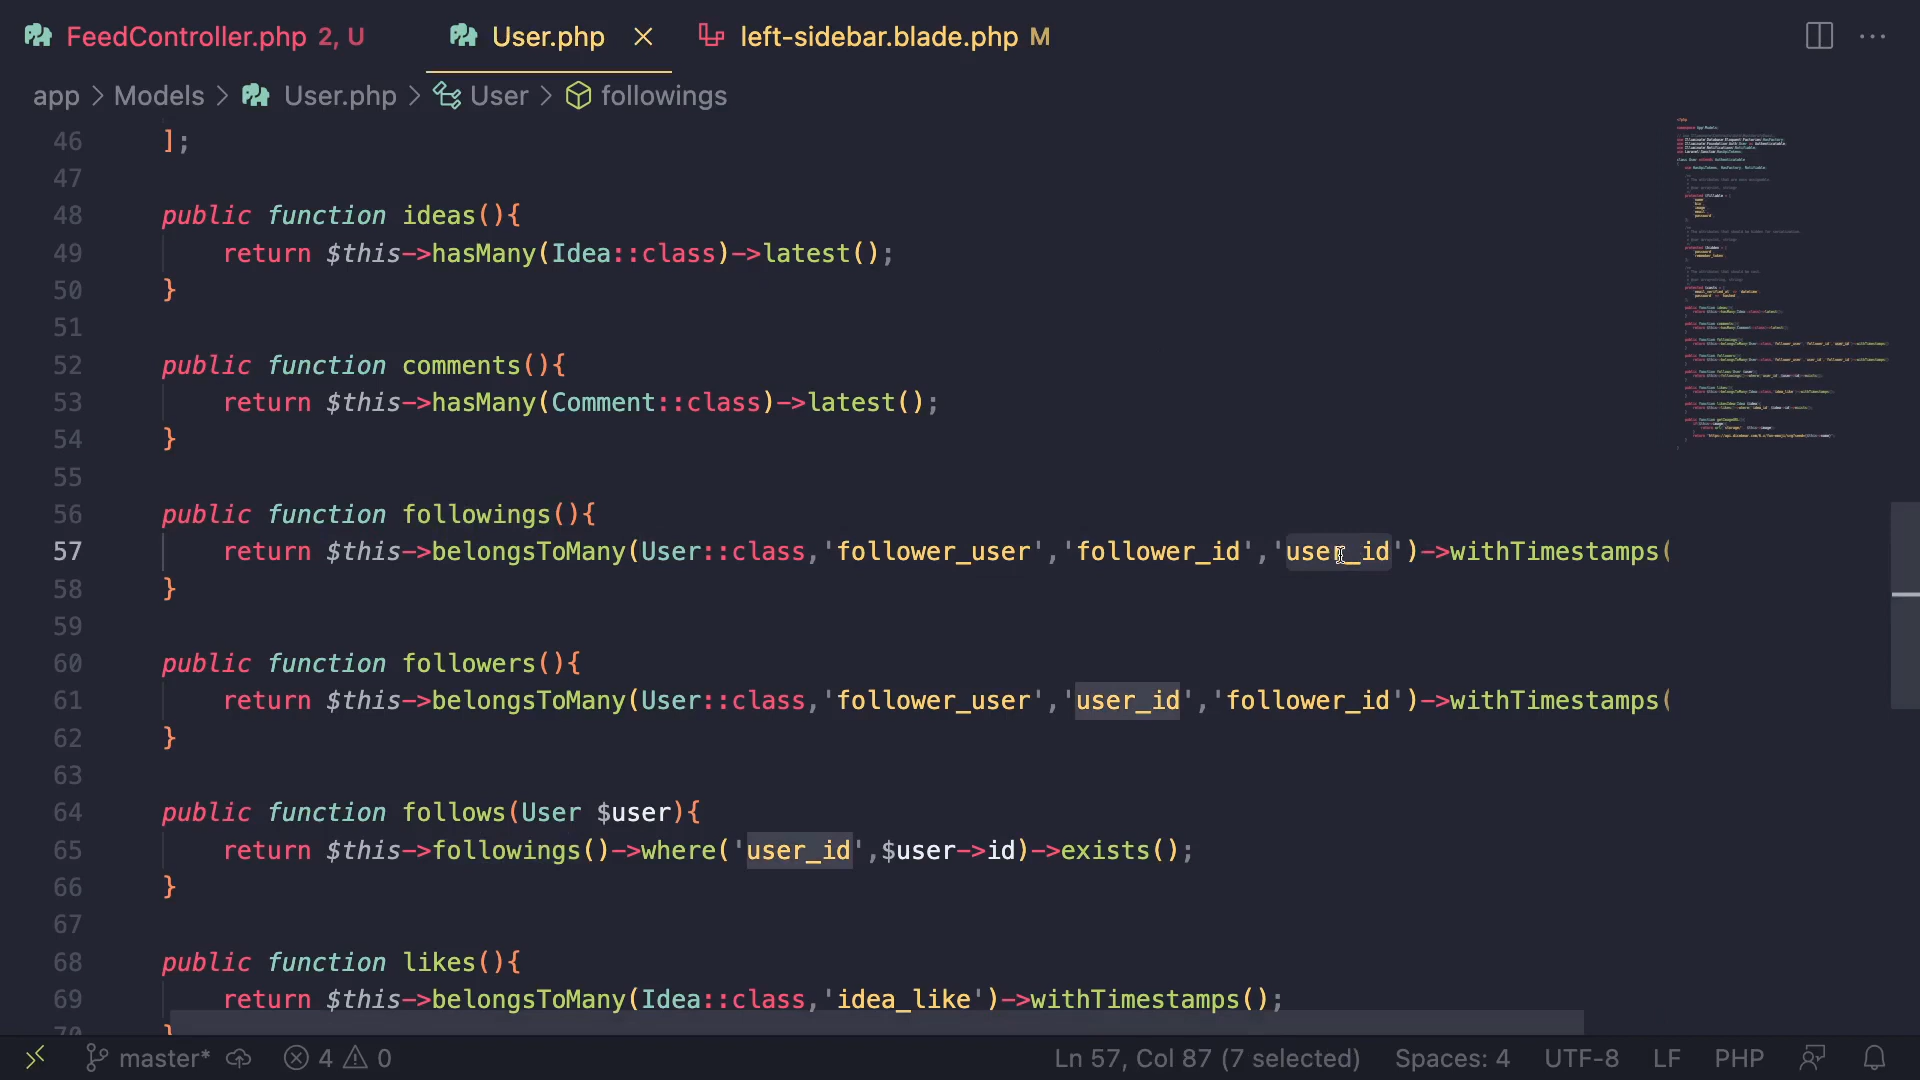 FeedController.php 2, U User.php left-sidebar.blade.php M
app > Models > User.php > User > followings
46 ];
47
48 public function ideas(){
49 return $this->hasMany(Idea::class)->latest();
50 }
51
52 public function comments(){
53 return $this->hasMany(Comment::class)->latest();
54 }
55
56 public function followings(){
57 return $this->belongsToMany(User::class,'follower_user','follower_id','user_id')->withTimestamps(
58 }
59
60 public function followers(){
61 return $this->belongsToMany(User::class,'follower_user','user_id','follower_id')->withTimestamps(
62 }
63
64 public function follows(User $user){
65 return $this->followings()->where('user_id',$user->id)->exists();
66 }
67
68 public function likes(){
69 return $this->belongsToMany(Idea::class,'idea_like')->withTimestamps();
70 }
master* 4 0 Ln 57, Col 87 (7 selected) Spaces: 4 UTF-8 LF PHP